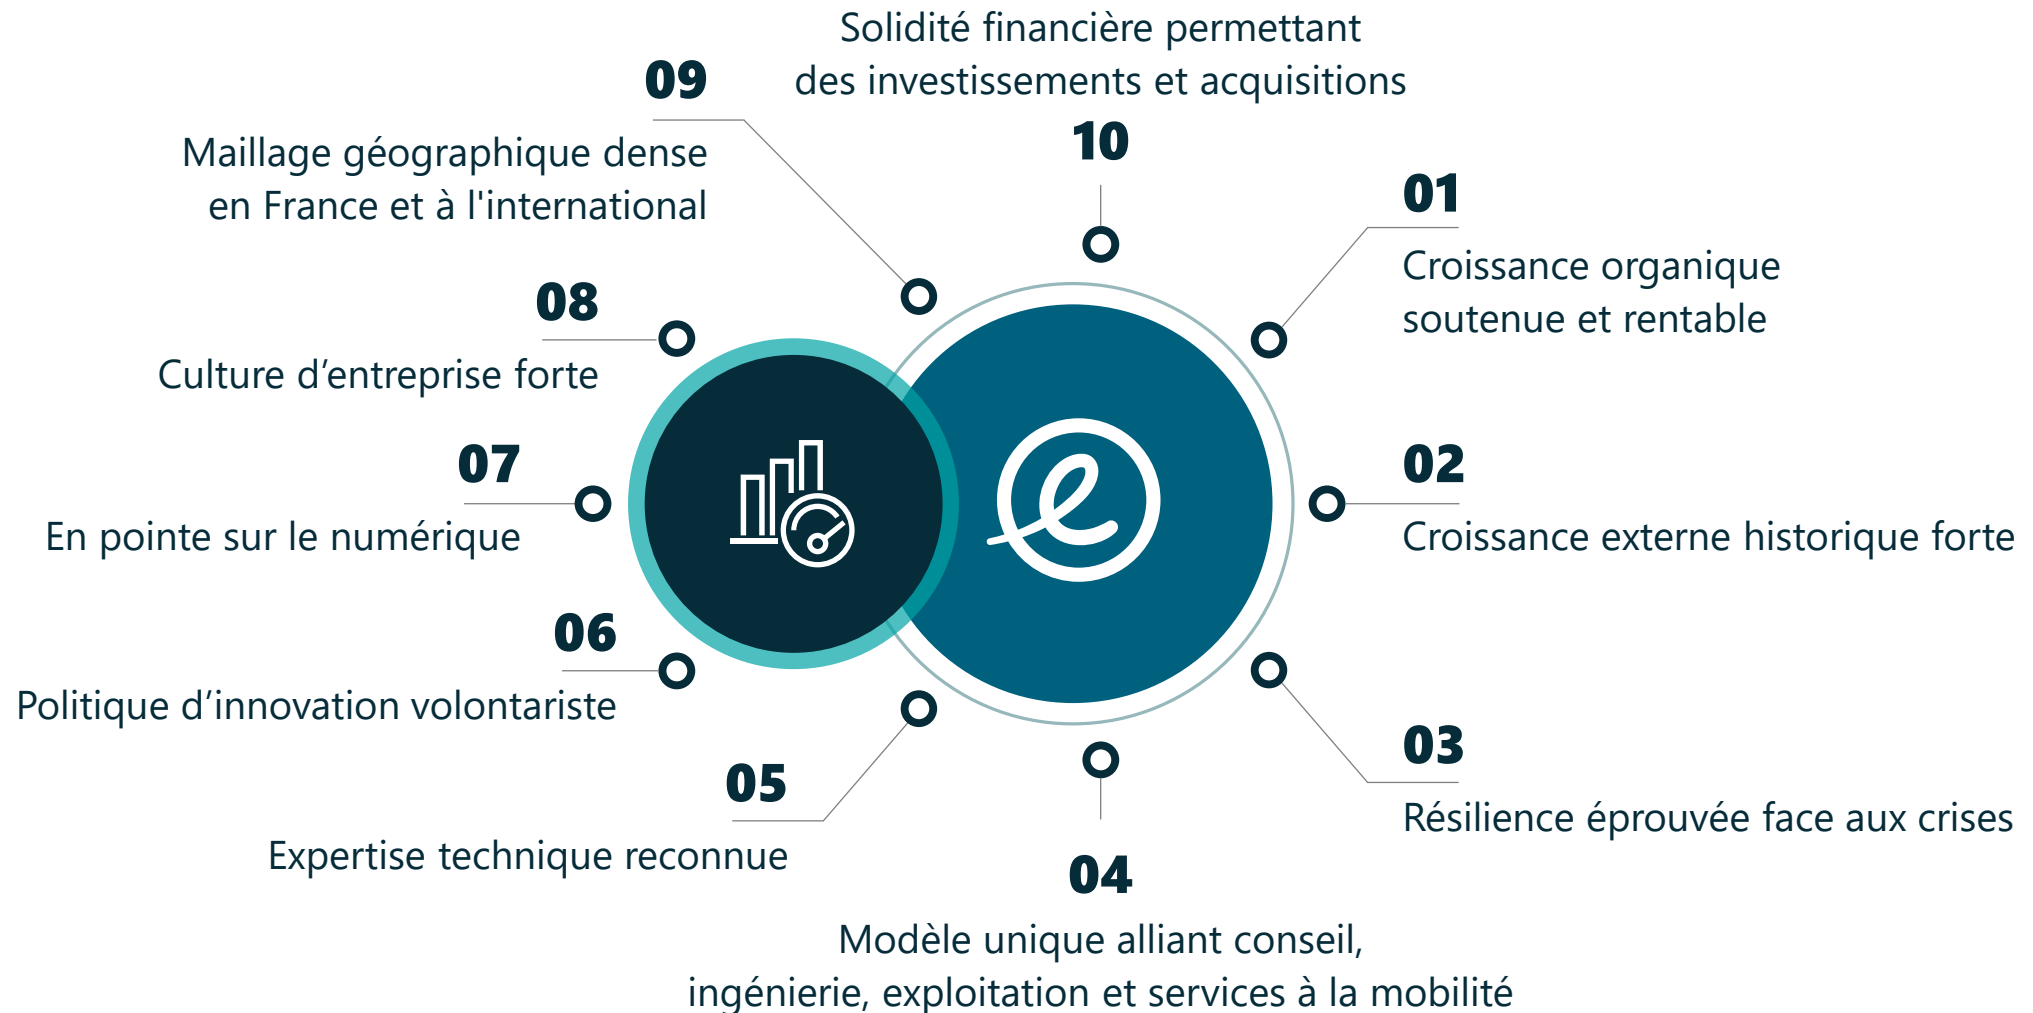 Solidité financière permettant
des investissements et acquisitions
10
01
Croissance organique
soutenue et rentable
02
Croissance externe historique forte
03
Résilience éprouvée face aux crises
04
Modèle unique alliant conseil,
ingénierie, exploitation et services à la mobilité
05
Expertise technique reconnue
06
Politique d’innovation volontariste
07
En pointe sur le numérique
08
Culture d’entreprise forte
09
Maillage géographique dense
en France et à l'international
e